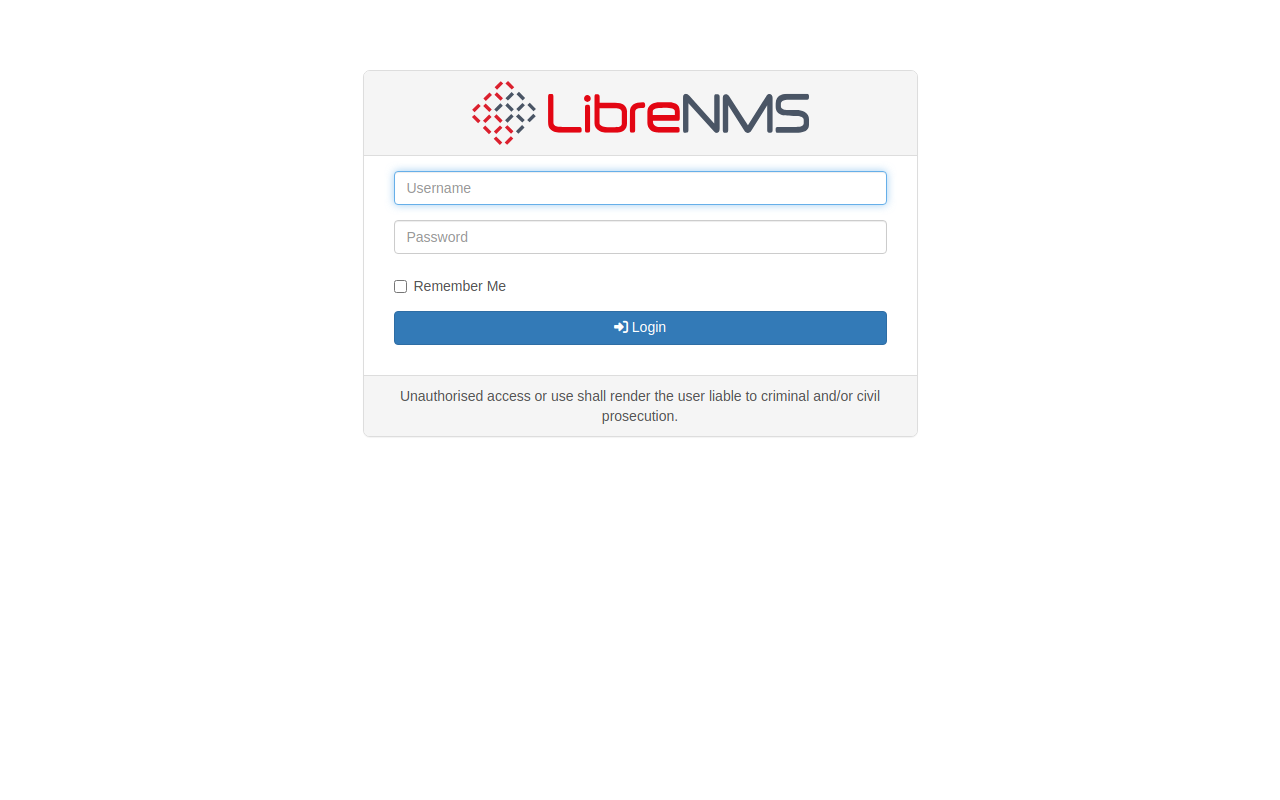 LibreNMS
Username
Password
Remember Me
Login
Unauthorised access or use shall render the user liable to criminal and/or civil
prosecution.